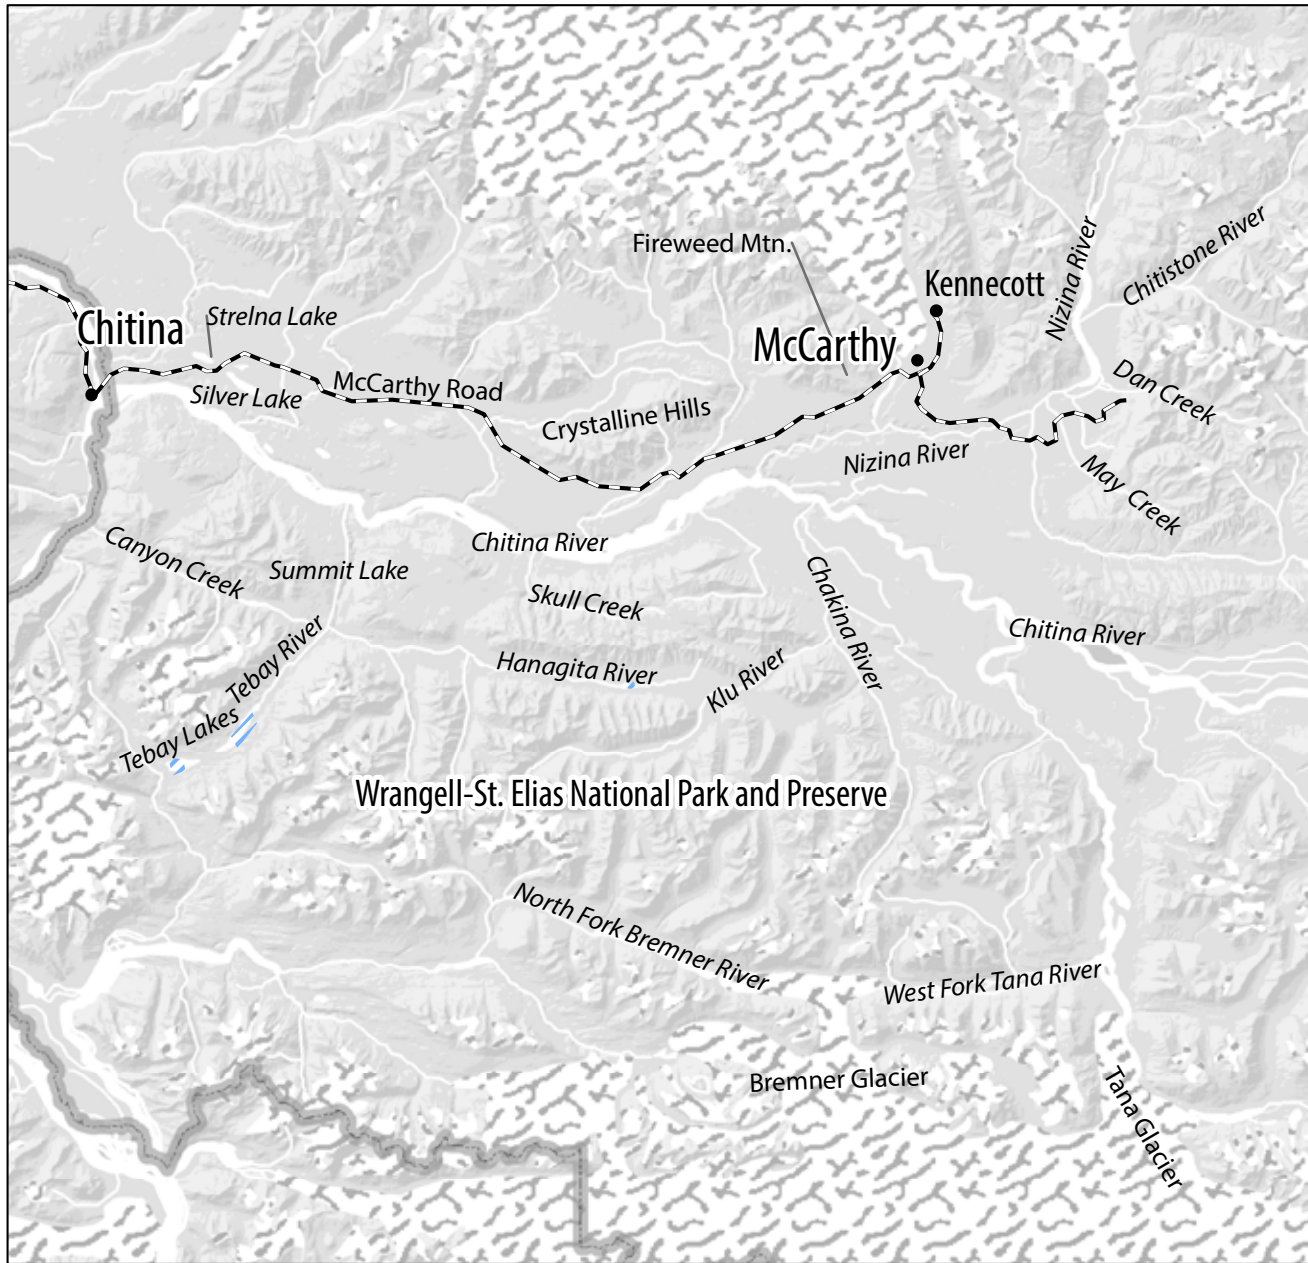 Fireweed Mtn.
Kennecott
Nizina River
Chitistone River
Chitina
Strelna Lake
McCarthy
McCarthy Road
Silver Lake
Crystalline Hills
Dan Creek
Nizina River
May Creek
Canyon Creek
Summit Lake
Chitina River
Skull Creek
Chakina River
Chitina River
Tebay River
Hanagita River
Klu River
Tebay Lakes
Wrangell-St. Elias National Park and Preserve
North Fork Bremner River
West Fork Tana River
Bremner Glacier
Tana Glacier